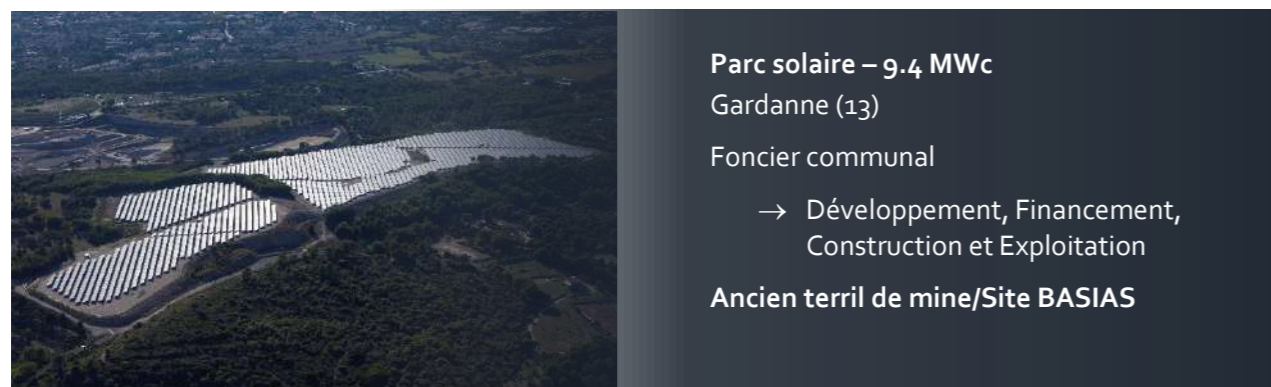 Parc solaire – 9.4 MWc
Gardanne (13)
Foncier communal
→ Développement, Financement,
Construction et Exploitation
Ancien terril de mine/Site BASIAS